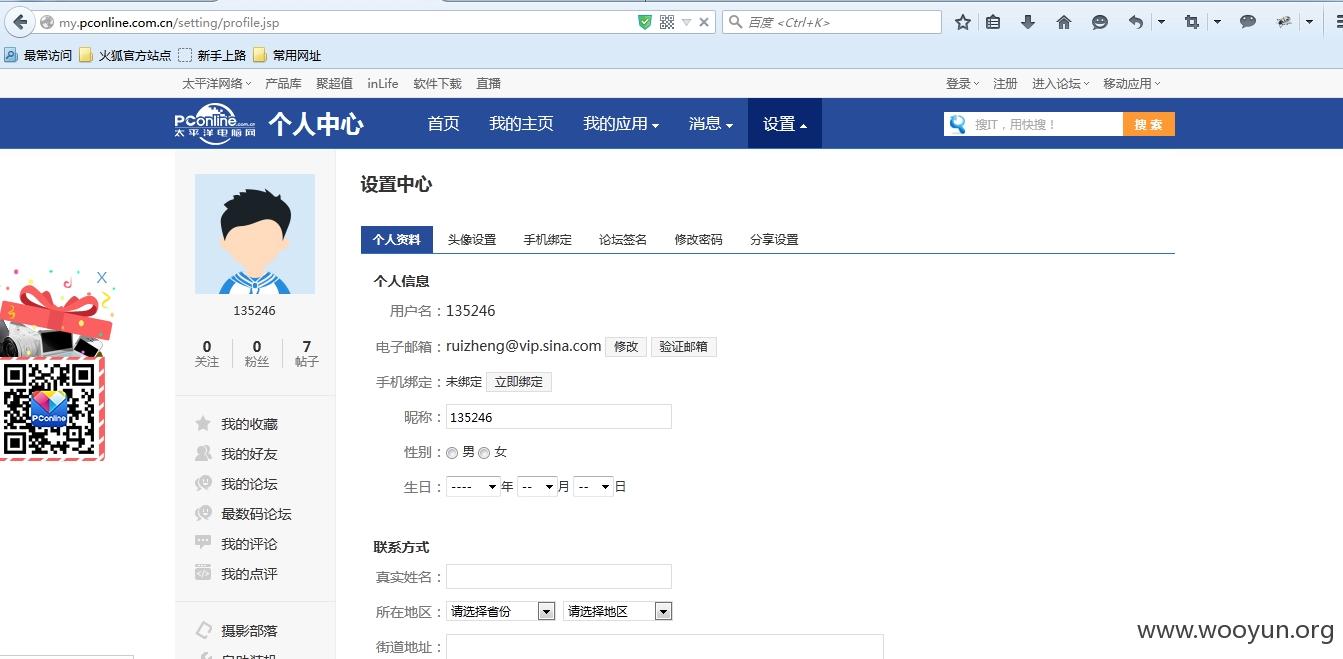 my.pconline.com.cn/setting/profile.jsp 百度 <Ctrl+K>
最常访问 火狐官方站点 新手上路 常用网址
太平洋网络 产品库 聚超值 inLife 软件下载 直播 登录 注册 进入论坛 移动应用
PConline.com.cn 太平洋电脑网 个人中心 首页 我的主页 我的应用 消息 设置 搜IT，用快搜！ 搜索
设置中心
个人资料 头像设置 手机绑定 论坛签名 修改密码 分享设置
X
PConline
135246
0 0 7
关注 粉丝 帖子
我的收藏
我的好友
我的论坛
最数码论坛
我的评论
我的点评
摄影部落
自助装机
个人信息
用户名：135246
电子邮箱：ruizheng@vip.sina.com 修改 验证邮箱
手机绑定：未绑定 立即绑定
昵称：135246
性别： 男 女
生日： ---- 年 -- 月 -- 日
联系方式
真实姓名：
所在地区： 请选择省份 请选择地区
街道地址：
www.wooyun.org